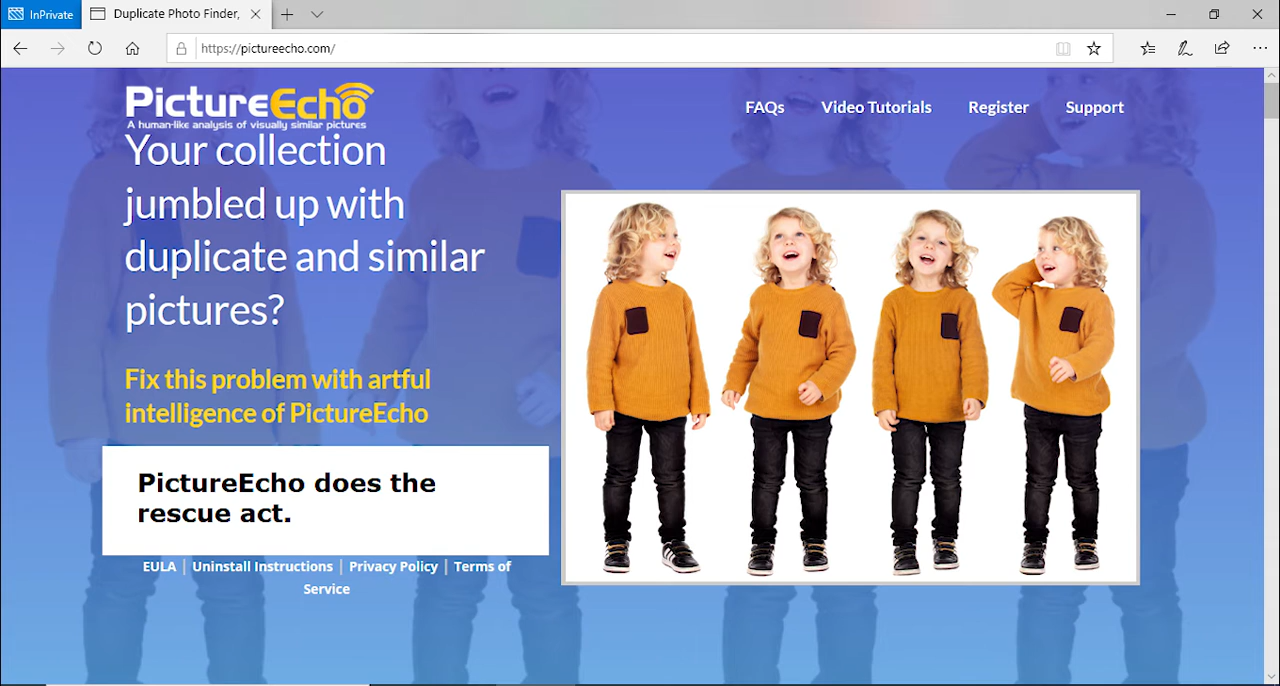 InPrivate
Duplicate Photo Finder,
https://pictureecho.com/
PictureEcho
A human-like analysis of visually similar pictures
FAQs Video Tutorials Register Support
Your collection
jumbled up with
duplicate and similar
pictures?
Fix this problem with artful
intelligence of PictureEcho
PictureEcho does the
rescue act.
EULA | Uninstall Instructions | Privacy Policy | Terms of
Service